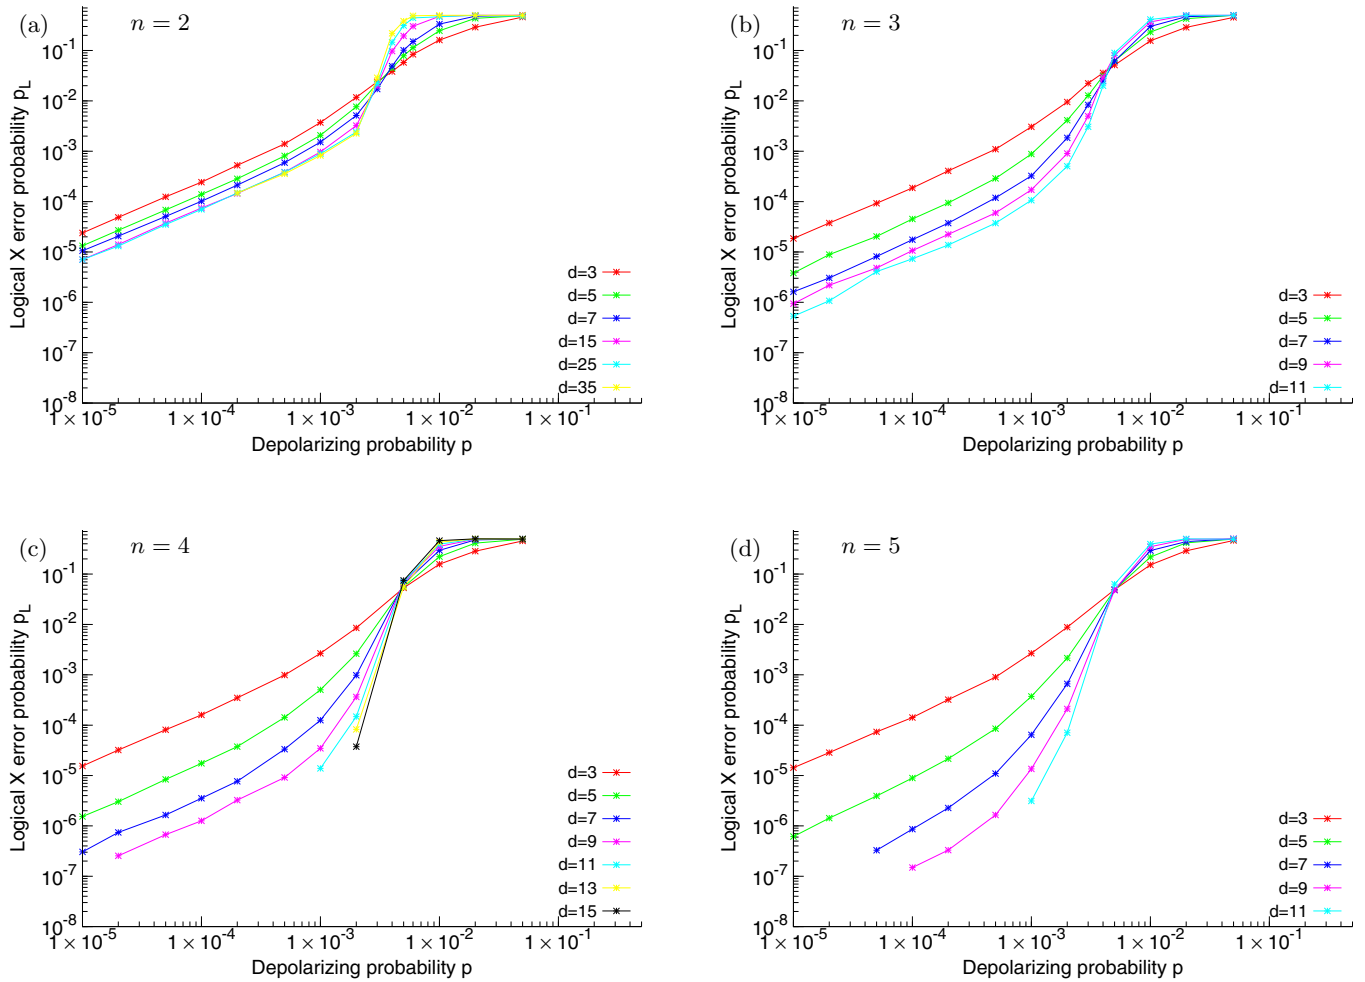 (a)
n = 2
Logical X error probability p_L
10^-1
10^-2
10^-3
10^-4
10^-5
10^-6
10^-7
10^-8
d=3
d=5
d=7
d=15
d=25
d=35
1 × 10^-5
1 × 10^-4
1 × 10^-3
1 × 10^-2
1 × 10^-1
Depolarizing probability p
(b)
n = 3
Logical X error probability p_L
10^-1
10^-2
10^-3
10^-4
10^-5
10^-6
10^-7
10^-8
d=3
d=5
d=7
d=9
d=11
1 × 10^-5
1 × 10^-4
1 × 10^-3
1 × 10^-2
1 × 10^-1
Depolarizing probability p
(c)
n = 4
Logical X error probability p_L
10^-1
10^-2
10^-3
10^-4
10^-5
10^-6
10^-7
10^-8
d=3
d=5
d=7
d=9
d=11
d=13
d=15
1 × 10^-5
1 × 10^-4
1 × 10^-3
1 × 10^-2
1 × 10^-1
Depolarizing probability p
(d)
n = 5
Logical X error probability p_L
10^-1
10^-2
10^-3
10^-4
10^-5
10^-6
10^-7
10^-8
d=3
d=5
d=7
d=9
d=11
1 × 10^-5
1 × 10^-4
1 × 10^-3
1 × 10^-2
1 × 10^-1
Depolarizing probability p